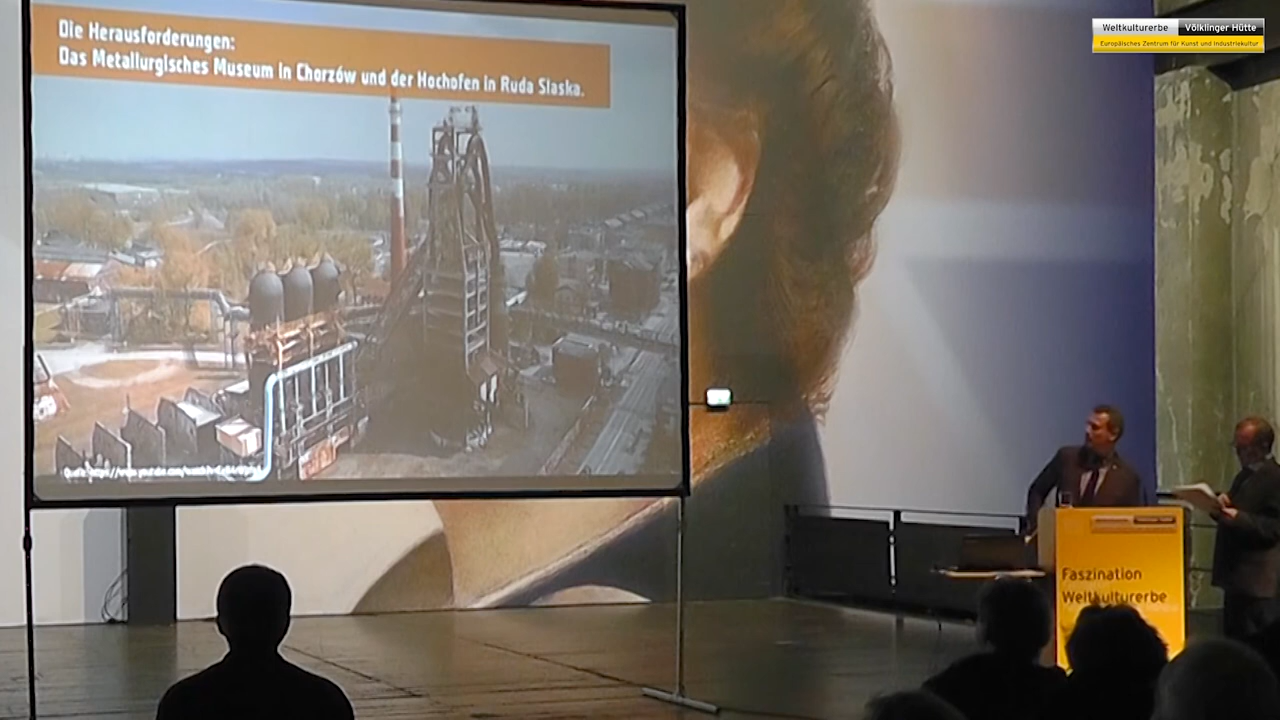 Die Herausforderungen:
Das Metallurgisches Museum in Chorzów und der Hochofen in Ruda Slaska.
Weltkulturerbe Völklinger Hütte
Europäisches Zentrum für Kunst und Industriekultur
Faszination
Weltkulturerbe